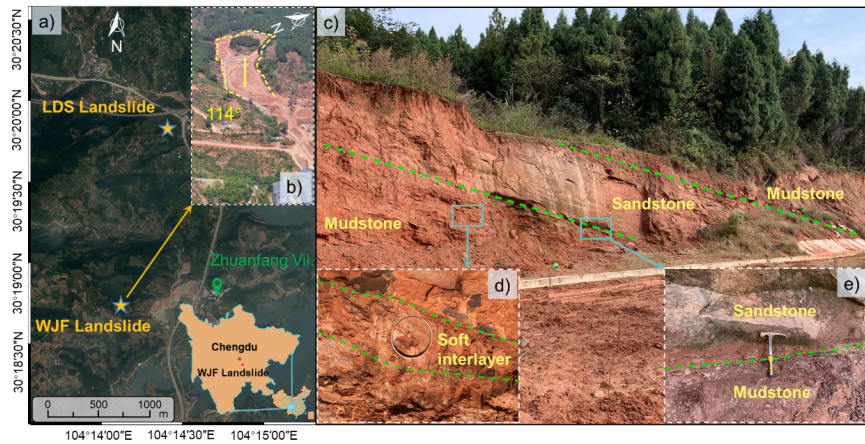 a)
N
LDS Landslide
114°
N
b)
Zhuanfang Vil.
WJF Landslide
Chengdu
WJF Landslide
0 500 1000
m
30°20'30"N
30°20'00"N
30°19'30"N
30°19'00"N
30°18'30"N
104°14'00"E
104°14'30"E
104°15'00"E
c)
Mudstone
Sandstone
Mudstone
d)
Soft
interlayer
e)
Sandstone
Mudstone